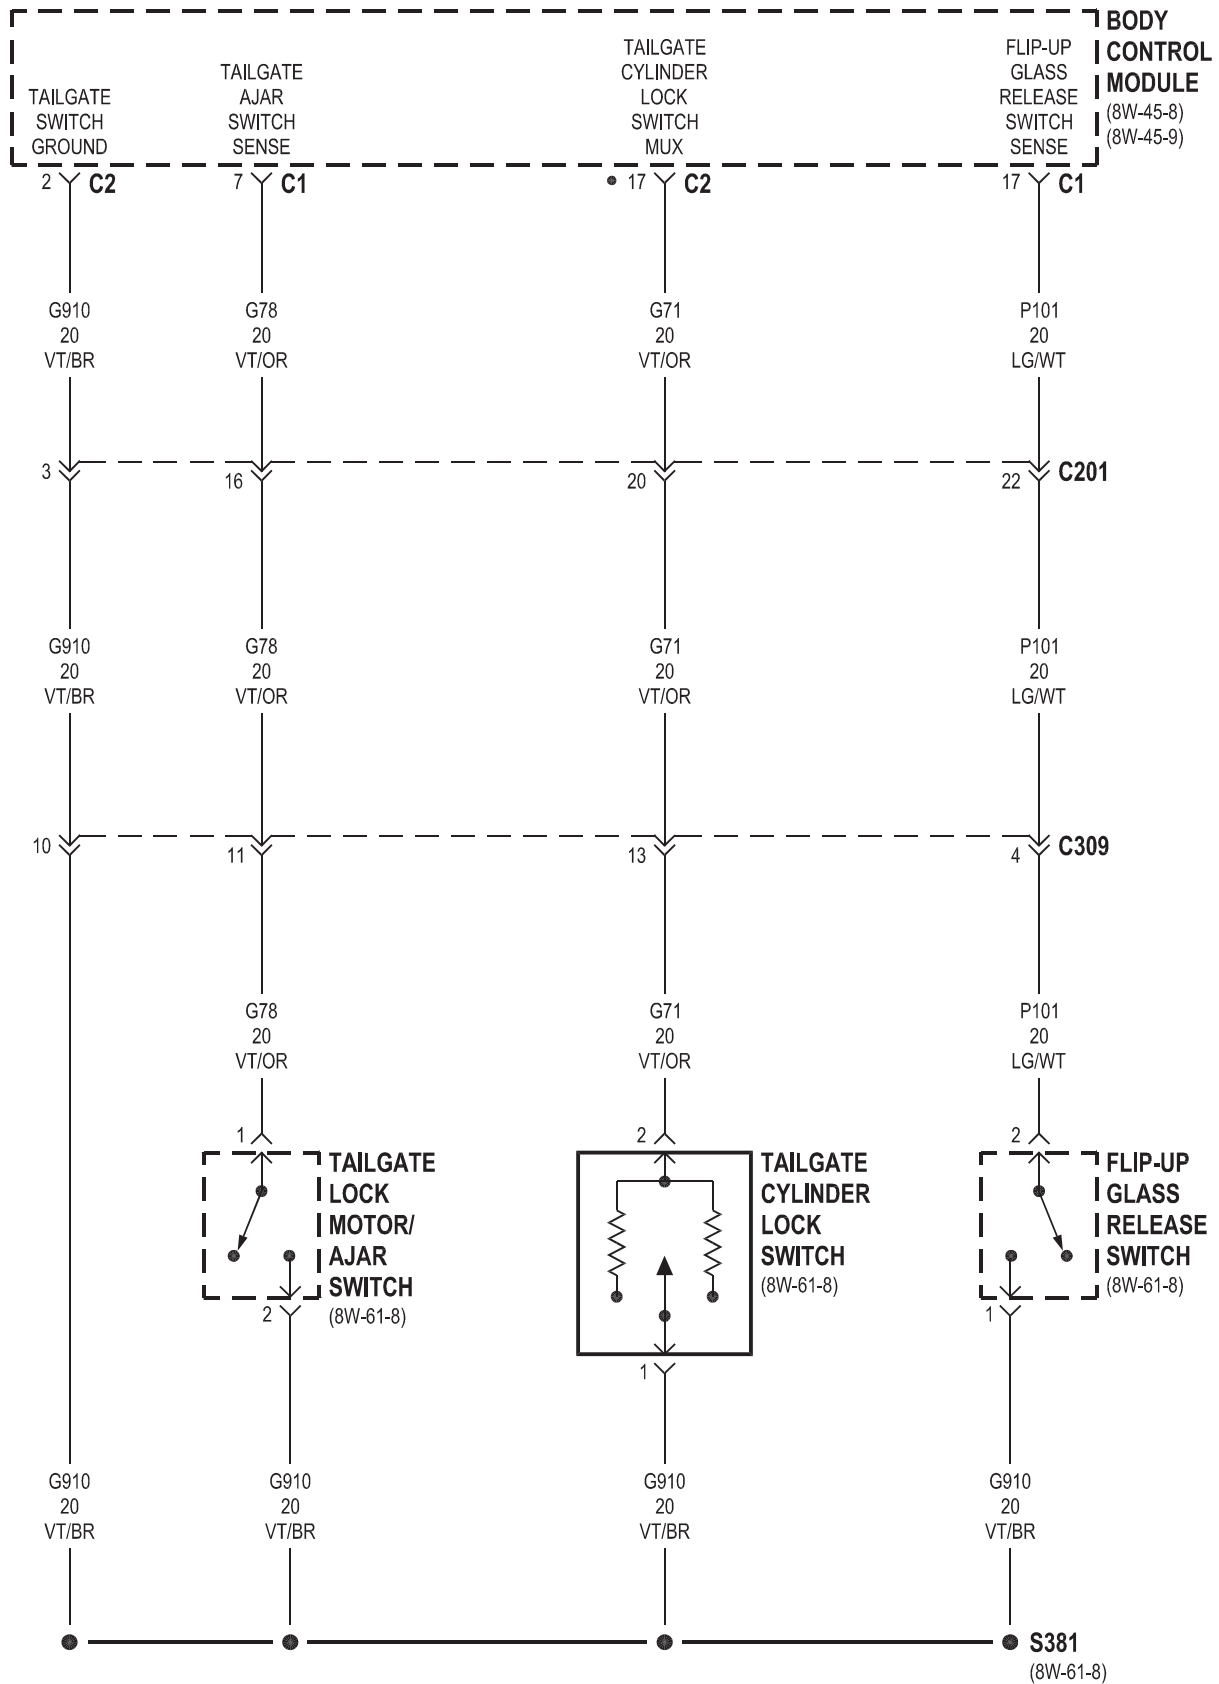 BODY
CONTROL
MODULE
(8W-45-8)
(8W-45-9)
TAILGATE
SWITCH
GROUND
TAILGATE
AJAR
SWITCH
SENSE
TAILGATE
CYLINDER
LOCK
SWITCH
MUX
FLIP-UP
GLASS
RELEASE
SWITCH
SENSE
2 C2
7 C1
17 C2
17 C1
G910
20
VT/BR
G78
20
VT/OR
G71
20
VT/OR
P101
20
LG/WT
3
16
20
22
C201
G910
20
VT/BR
G78
20
VT/OR
G71
20
VT/OR
P101
20
LG/WT
10
11
13
4
C309
G78
20
VT/OR
G71
20
VT/OR
P101
20
LG/WT
1
2
2
TAILGATE
LOCK
MOTOR/
AJAR
SWITCH
(8W-61-8)
TAILGATE
CYLINDER
LOCK
SWITCH
(8W-61-8)
FLIP-UP
GLASS
RELEASE
SWITCH
(8W-61-8)
2
1
1
G910
20
VT/BR
G910
20
VT/BR
G910
20
VT/BR
G910
20
VT/BR
S381
(8W-61-8)